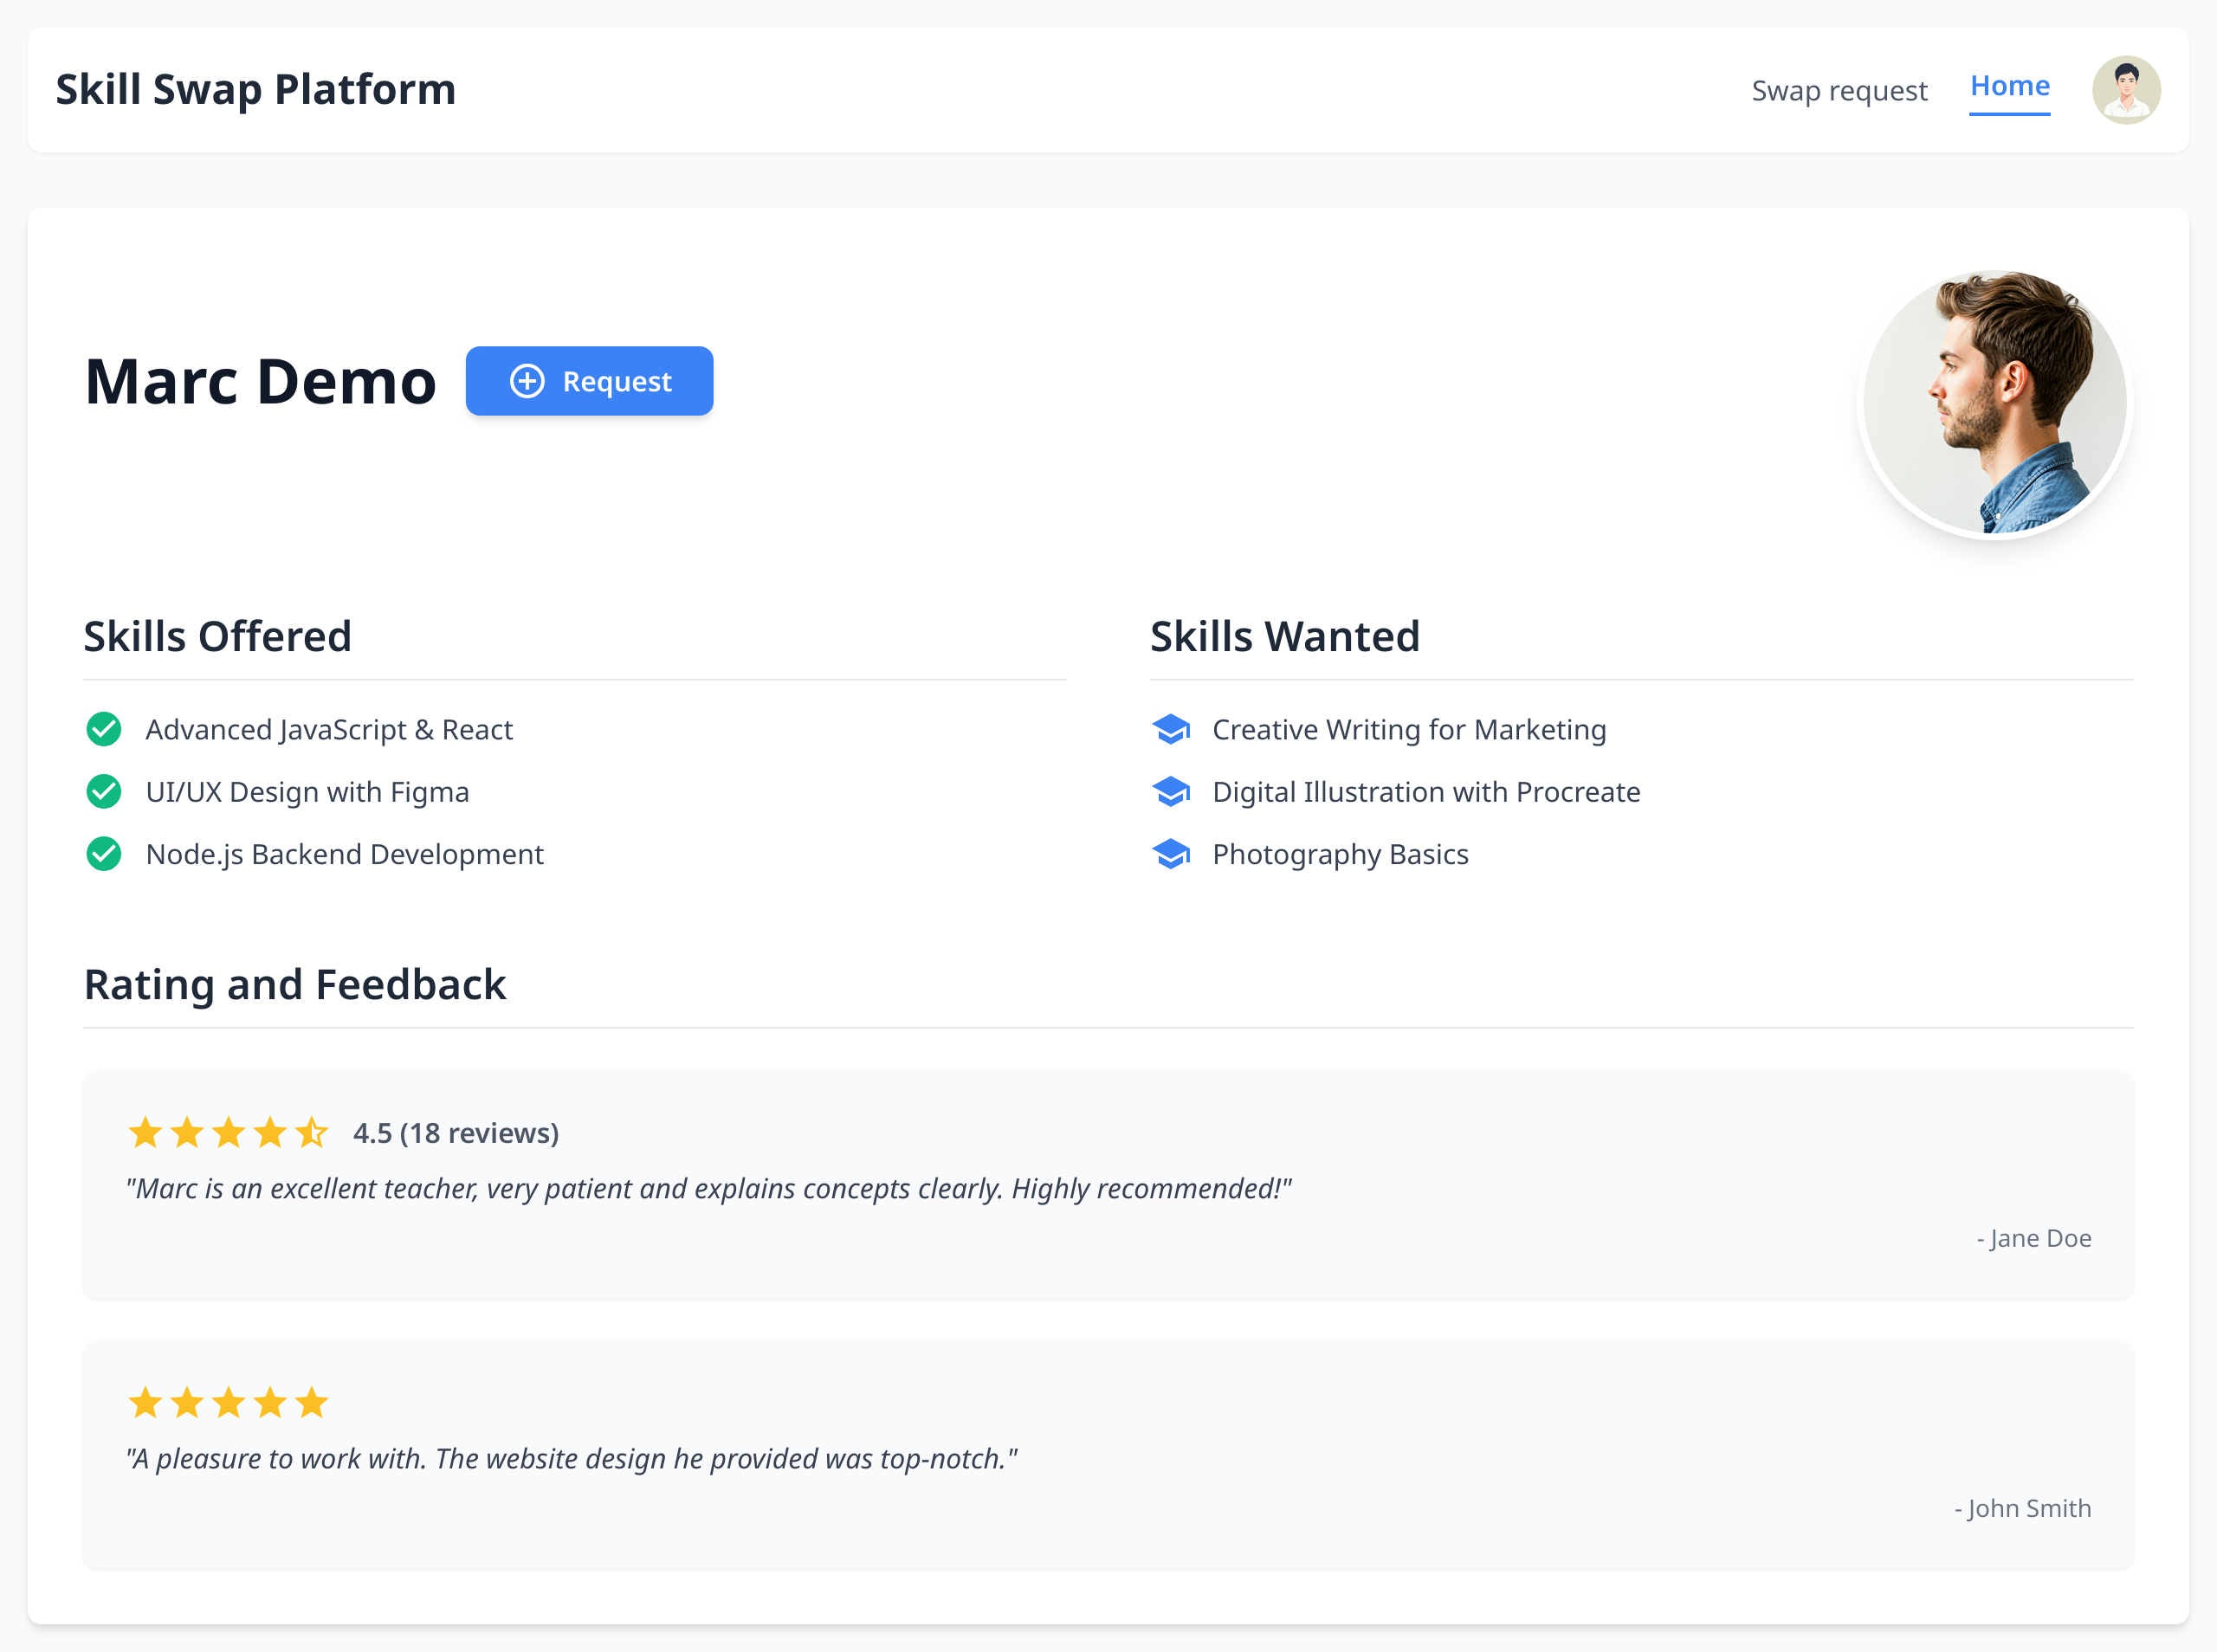 Skill Swap Platform
Swap request
Home
Marc Demo
Request
Skills Offered
Advanced JavaScript & React
UI/UX Design with Figma
Node.js Backend Development
Skills Wanted
Creative Writing for Marketing
Digital Illustration with Procreate
Photography Basics
Rating and Feedback
4.5 (18 reviews)
"Marc is an excellent teacher, very patient and explains concepts clearly. Highly recommended!"
- Jane Doe
"A pleasure to work with. The website design he provided was top-notch."
- John Smith